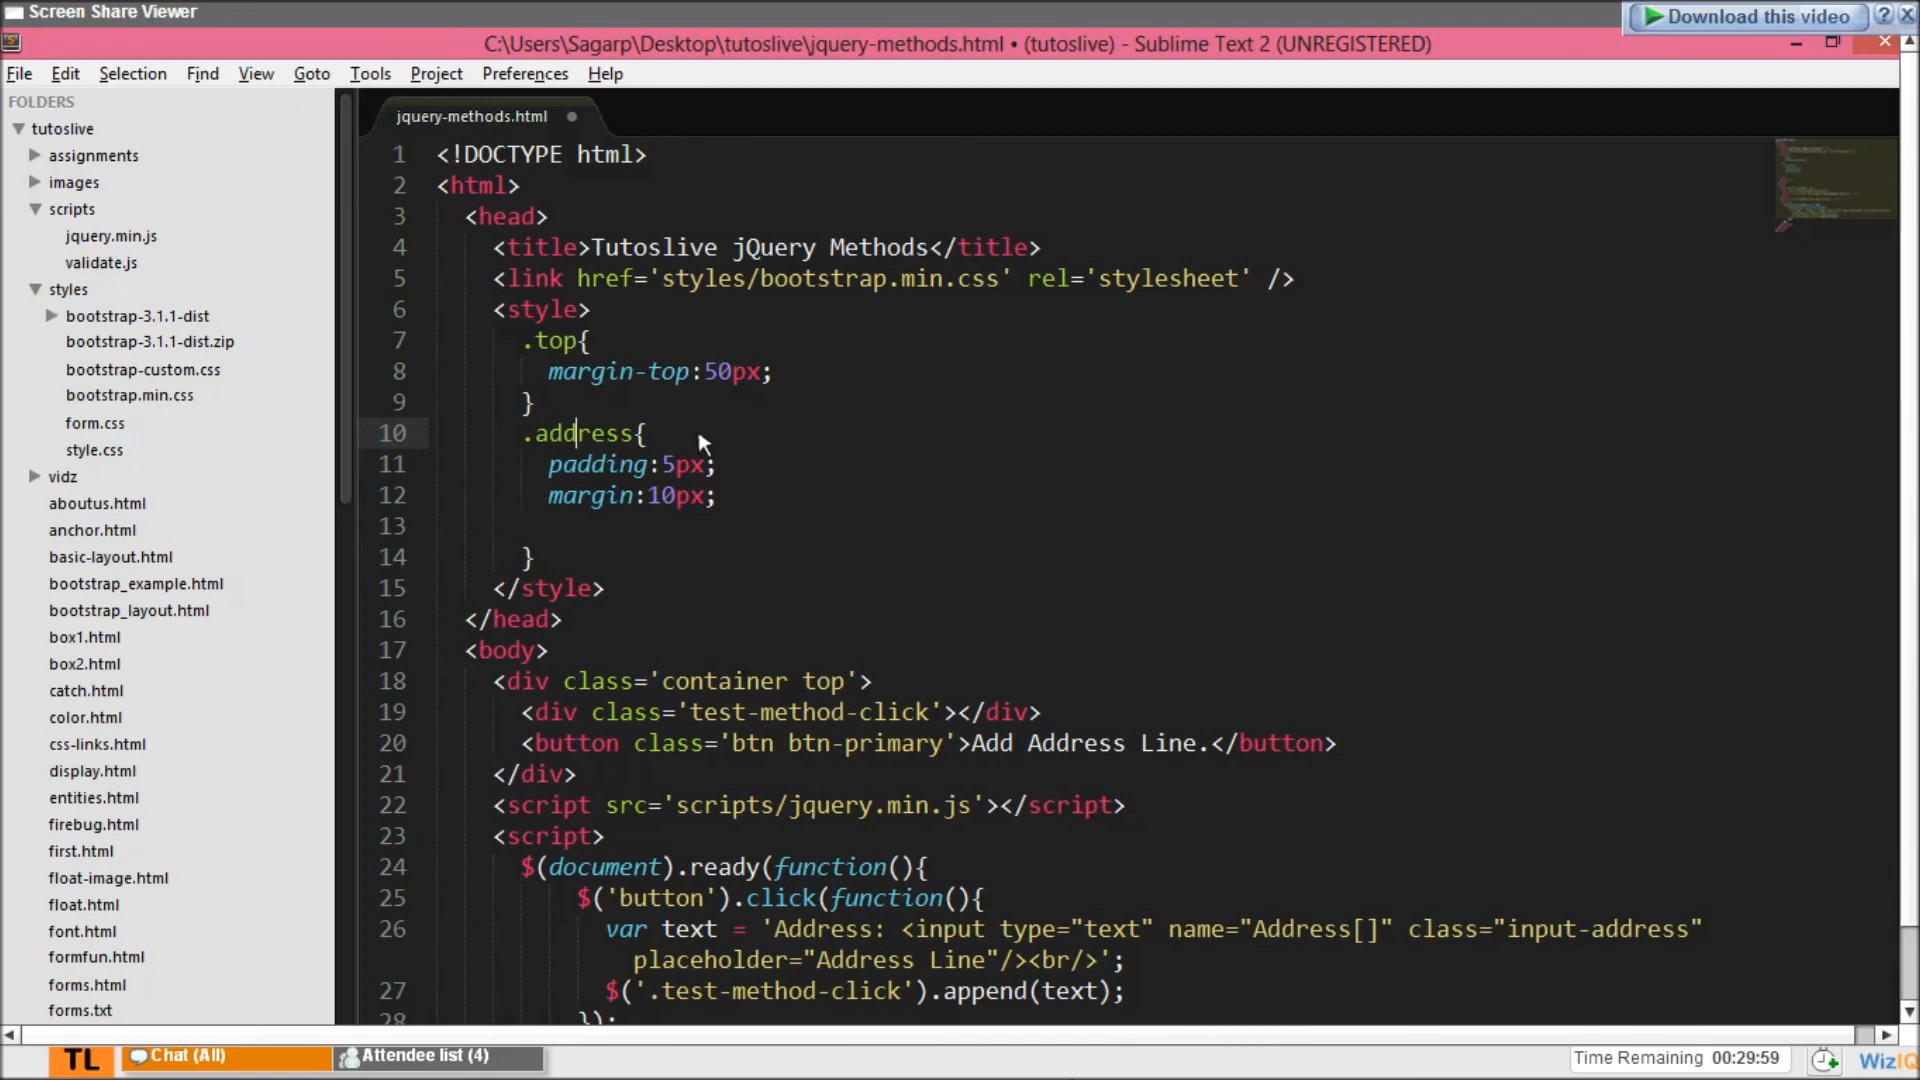 Screen Share Viewer
Download this video
?
C:\Users\Sagarp\Desktop\tutoslive\jquery-methods.html • (tutoslive) - Sublime Text 2 (UNREGISTERED)
File Edit Selection Find View Goto Tools Project Preferences Help
FOLDERS
tutoslive
assignments
images
scripts
jquery.min.js
validate.js
styles
bootstrap-3.1.1-dist
bootstrap-3.1.1-dist.zip
bootstrap-custom.css
bootstrap.min.css
form.css
style.css
vidz
aboutus.html
anchor.html
basic-layout.html
bootstrap_example.html
bootstrap_layout.html
box1.html
box2.html
catch.html
color.html
css-links.html
display.html
entities.html
firebug.html
first.html
float-image.html
float.html
font.html
formfun.html
forms.html
forms.txt
jquery-methods.html
1 <!DOCTYPE html>
2 <html>
3 <head>
4 <title>Tutoslive jQuery Methods</title>
5 <link href='styles/bootstrap.min.css' rel='stylesheet' />
6 <style>
7 .top{
8 margin-top:50px;
9 }
10 .address{
11 padding:5px;
12 margin:10px;
13
14 }
15 </style>
16 </head>
17 <body>
18 <div class='container top'>
19 <div class='test-method-click'></div>
20 <button class='btn btn-primary'>Add Address Line.</button>
21 </div>
22 <script src='scripts/jquery.min.js'></script>
23 <script>
24 $(document).ready(function(){
25 $('button').click(function(){
26 var text = 'Address: <input type="text" name="Address[]" class="input-address"
placeholder="Address Line"/><br/>';
27 $('.test-method-click').append(text);
28 });
TL
Chat (All)
Attendee list (4)
Time Remaining 00:29:59
WizIQ